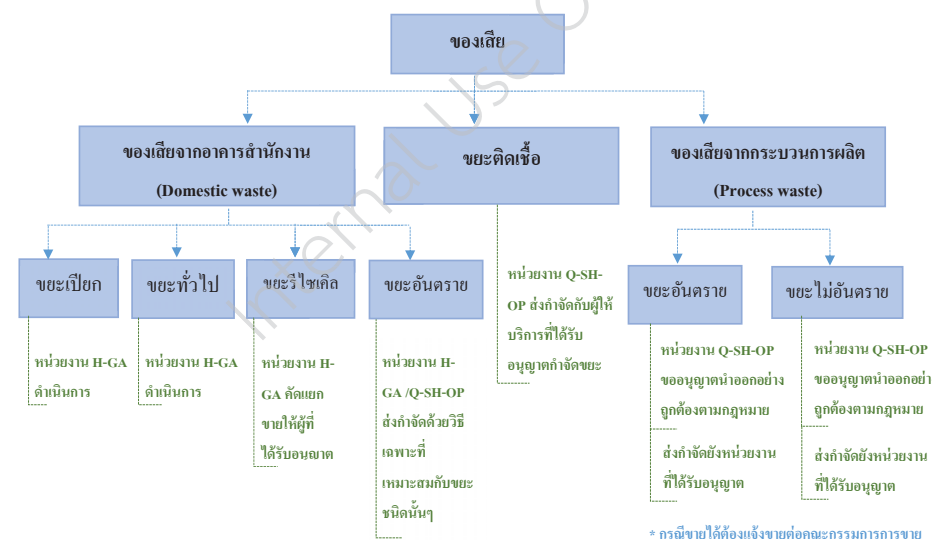 ของเสีย
ของเสียจากอาคารสำนักงาน
(Domestic waste)
ขยะติดเชื้อ
ของเสียจากกระบวนการผลิต
(Process waste)
ขยะเปียก
ขยะทั่วไป
ขยะรีไซเคิล
ขยะอันตราย
หน่วยงาน Q-SH-
OP ส่งกำจัดกับผู้ให้
บริการที่ได้รับ
อนุญาตกำจัดขยะ
ขยะอันตราย
ขยะไม่อันตราย
หน่วยงาน H-GA
ดำเนินการ
หน่วยงาน H-GA
ดำเนินการ
หน่วยงาน H-
GA คัดแยก
ขายให้ผู้ที่
ได้รับอนุญาต
หน่วยงาน H-
GA /Q-SH-OP
ส่งกำจัดด้วยวิธี
เฉพาะที่
เหมาะสมกับขยะ
ชนิดนั้นๆ
หน่วยงาน Q-SH-OP
ขออนุญาตนำออกอย่าง
ถูกต้องตามกฎหมาย
ส่งกำจัดยังหน่วยงาน
ที่ได้รับอนุญาต
หน่วยงาน Q-SH-OP
ขออนุญาตนำออกอย่า
ถูกต้องตามกฎหมาย
ส่งกำจัดยังหน่วยงาน
ที่ได้รับอนุญาต
* กรณีขายได้ต้องแจ้งขายต่อคณะกรรมการการขาย
Internal Use